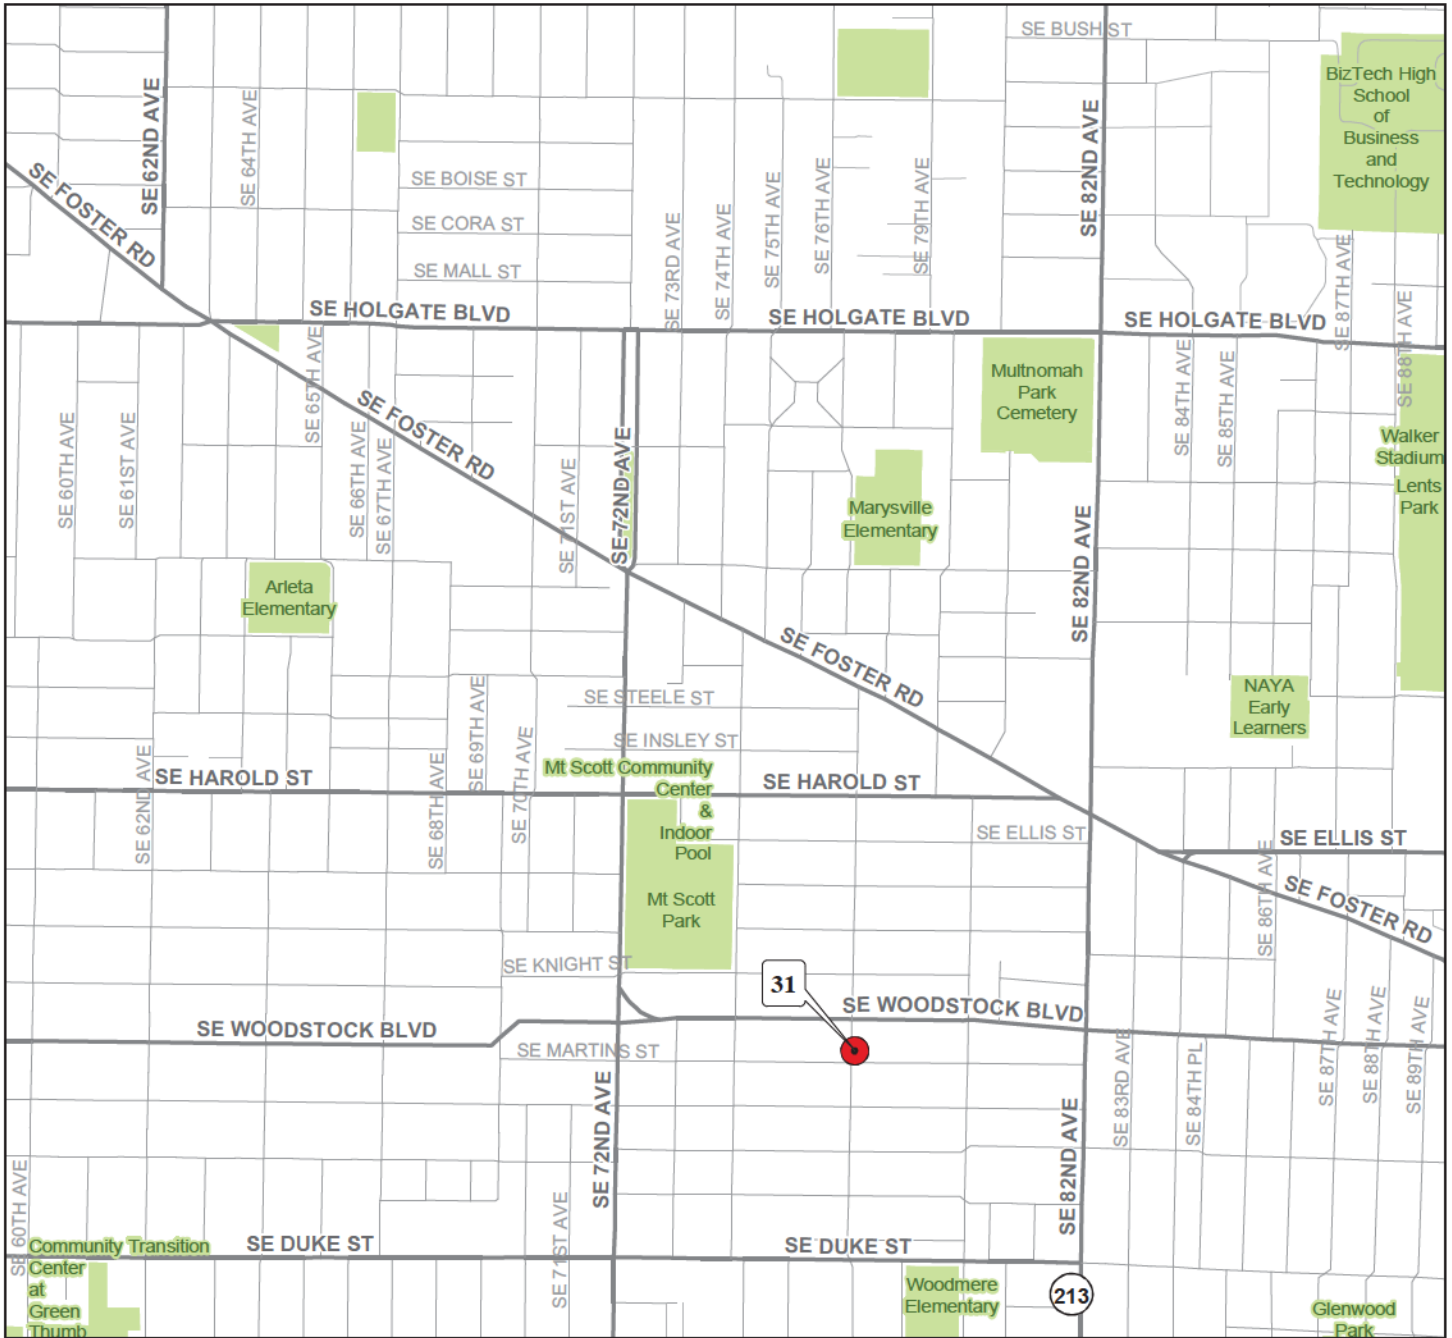 SE BUSH ST
BizTech High
School
of
Business
and
Technology
SE 62ND AVE
SE 64TH AVE
SE 82ND AVE
SE FOSTER RD
SE BOISE ST
SE CORA ST
SE MALL ST
SE 73RD AVE
SE 74TH AVE
SE 75TH AVE
SE 76TH AVE
SE 79TH AVE
SE 87TH AVE
SE 88TH AVE
SE HOLGATE BLVD
SE HOLGATE BLVD
SE HOLGATE BLVD
SE 65TH AVE
Multnomah
Park
Cemetery
SE 84TH AVE
SE 85TH AVE
SE FOSTER RD
SE 60TH AVE
SE 61ST AVE
SE 66TH AVE
SE 67TH AVE
SE 71ST AVE
SE 72ND AVE
Walker
Stadium
Lents
Park
Marysville
Elementary
SE 82ND AVE
Arleta
Elementary
SE FOSTER RD
NAYA
Early
Learners
SE STEELE ST
SE INSLEY ST
SE 69TH AVE
SE 70TH AVE
SE 68TH AVE
SE 62ND AVE
SE HAROLD ST
Mt Scott Community
Center
&
Indoor
Pool
SE HAROLD ST
SE ELLIS ST
SE ELLIS ST
SE 86TH AVE
SE FOSTER RD
Mt Scott
Park
SE KNIGHT ST
31
SE WOODSTOCK BLVD
SE WOODSTOCK BLVD
SE MARTINS ST
SE 83RD AVE
SE 84TH PL
SE 87TH AVE
SE 88TH AVE
SE 89TH AVE
SE 72ND AVE
SE 82ND AVE
SE 60TH AVE
SE 71ST AVE
Community Transition
Center
at
Green
Thumb
SE DUKE ST
SE DUKE ST
Woodmere
Elementary
213
Glenwood
Park